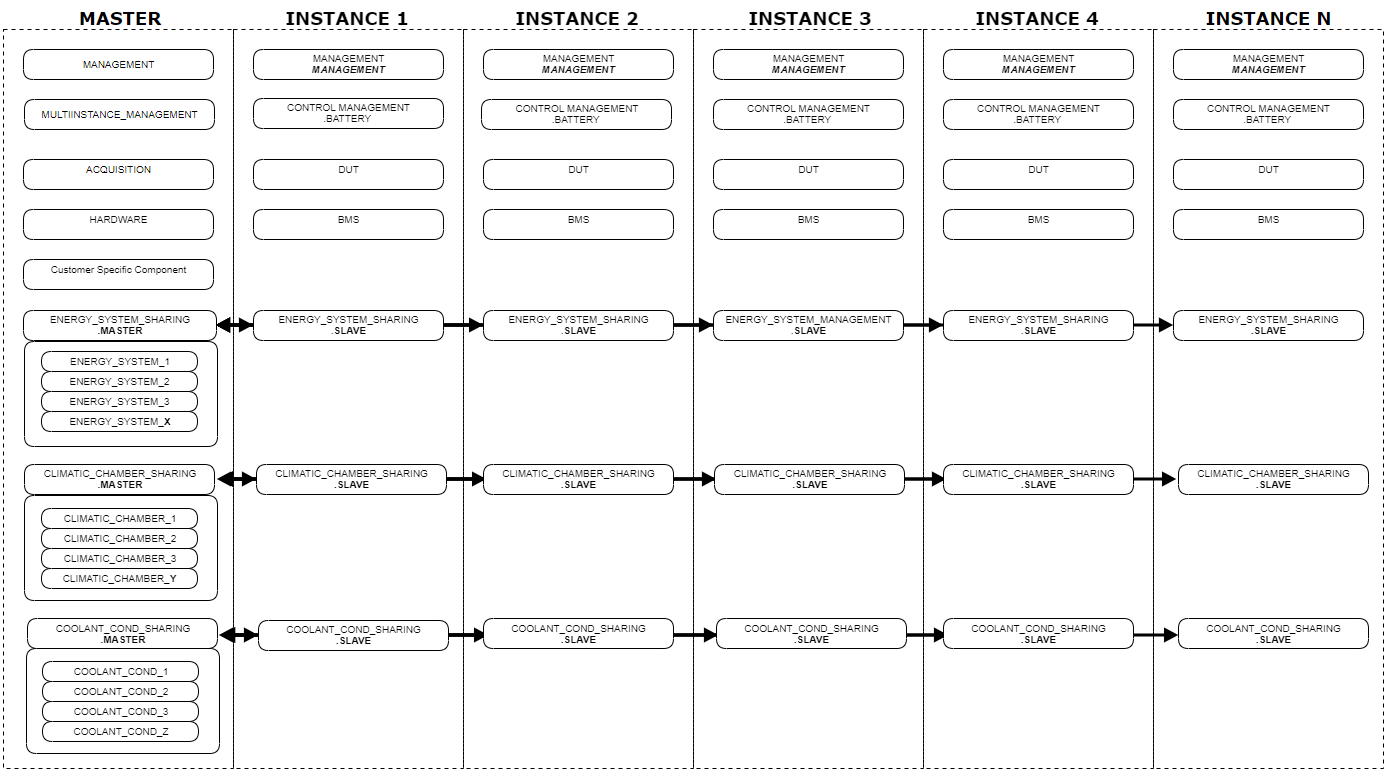 MASTER
INSTANCE 1
INSTANCE 2
INSTANCE 3
INSTANCE 4
INSTANCE N
MANAGEMENT
MANAGEMENT
MANAGEMENT
MANAGEMENT
MANAGEMENT
MANAGEMENT
MANAGEMENT
MANAGEMENT
MANAGEMENT
MANAGEMENT
MANAGEMENT
MULTIINSTANCE_MANAGEMENT
CONTROL MANAGEMENT
.BATTERY
CONTROL MANAGEMENT
.BATTERY
CONTROL MANAGEMENT
.BATTERY
CONTROL MANAGEMENT
.BATTERY
CONTROL MANAGEMENT
.BATTERY
ACQUISITION
DUT
DUT
DUT
DUT
DUT
HARDWARE
BMS
BMS
BMS
BMS
BMS
Customer Specific Component
ENERGY_SYSTEM_SHARING
.MASTER
ENERGY_SYSTEM_SHARING
.SLAVE
ENERGY_SYSTEM_SHARING
.SLAVE
ENERGY_SYSTEM_MANAGEMENT
.SLAVE
ENERGY_SYSTEM_SHARING
.SLAVE
ENERGY_SYSTEM_SHARING
.SLAVE
ENERGY_SYSTEM_1
ENERGY_SYSTEM_2
ENERGY_SYSTEM_3
ENERGY_SYSTEM_X
CLIMATIC_CHAMBER_SHARING
.MASTER
CLIMATIC_CHAMBER_SHARING
.SLAVE
CLIMATIC_CHAMBER_SHARING
.SLAVE
CLIMATIC_CHAMBER_SHARING
.SLAVE
CLIMATIC_CHAMBER_SHARING
.SLAVE
CLIMATIC_CHAMBER_SHARING
.SLAVE
CLIMATIC_CHAMBER_1
CLIMATIC_CHAMBER_2
CLIMATIC_CHAMBER_3
CLIMATIC_CHAMBER_Y
COOLANT_COND_SHARING
.MASTER
COOLANT_COND_SHARING
.SLAVE
COOLANT_COND_SHARING
.SLAVE
COOLANT_COND_SHARING
.SLAVE
COOLANT_COND_SHARING
.SLAVE
COOLANT_COND_SHARING
.SLAVE
COOLANT_COND_1
COOLANT_COND_2
COOLANT_COND_3
COOLANT_COND_Z